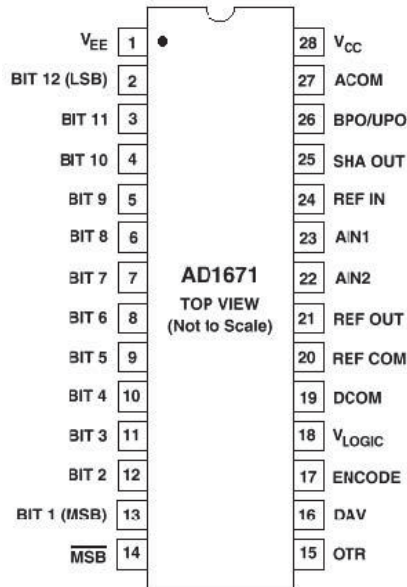 V_EE 1 28 V_CC
BIT 12 (LSB) 2 27 ACOM
BIT 11 3 26 BPO/UPO
BIT 10 4 25 SHA OUT
BIT 9 5 24 REF IN
BIT 8 6 23 AIN1
BIT 7 7 22 AIN2
AD1671
TOP VIEW
(Not to Scale)
BIT 6 8 21 REF OUT
BIT 5 9 20 REF COM
BIT 4 10 19 DCOM
BIT 3 11 18 V_LOGIC
BIT 2 12 17 ENCODE
BIT 1 (MSB) 13 16 DAV
M̅S̅B̅ 14 15 OTR